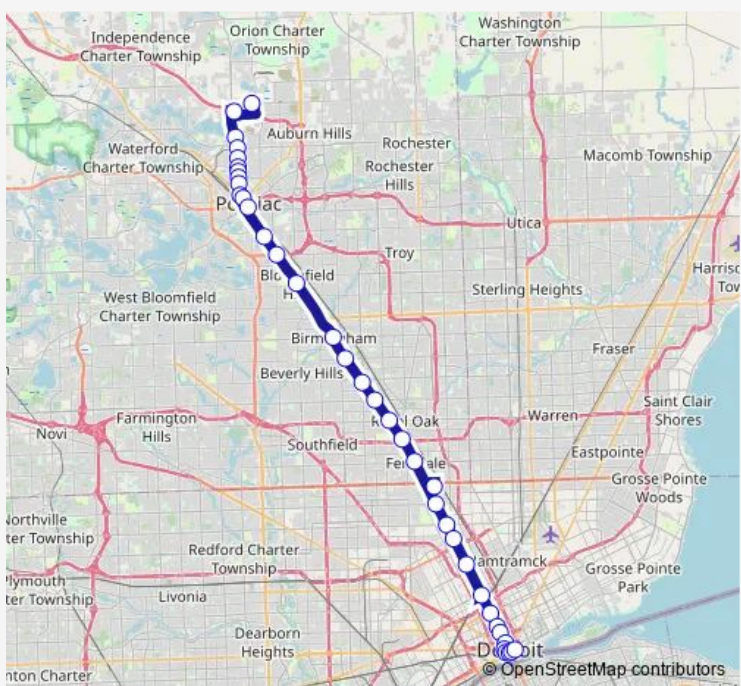 Washington
Charter Township
Orion Charter
Township
Independence
Charter Township
Auburn Hills
Rochester
Waterford
Charter Township
Rochester
Hills
Macomb Township
Utica
Troy
West Bloomfield
Charter Township
Sterling Heights
Fraser
Beverly Hills
Saint Clair
Shores
Farmington
Hills
Warren
Novi
Southfield
Eastpointe
Grosse Pointe
Woods
Redford Charter
Township
Grosse Pointe
Park
Livonia
Dearborn
Heights
© OpenStreetMap contributors